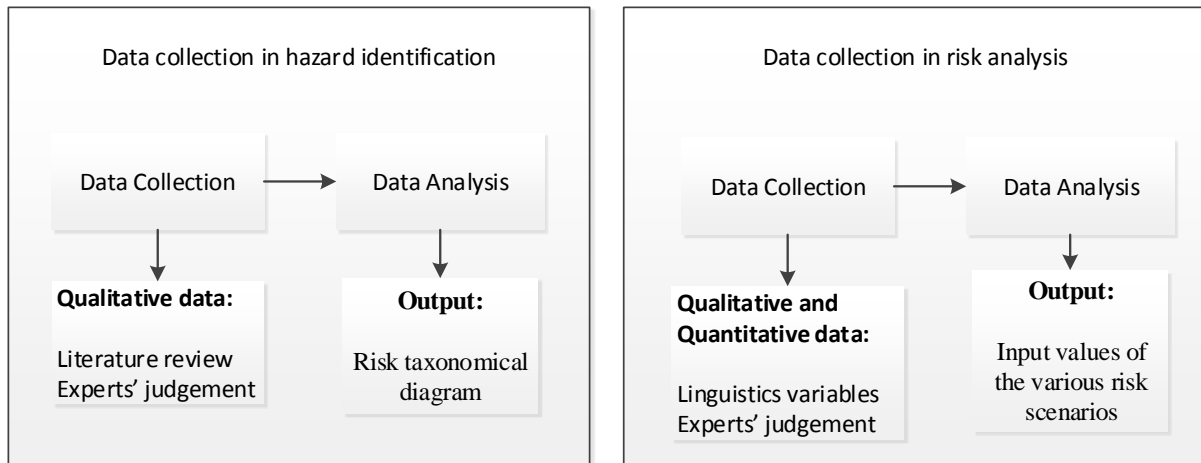 Data collection in hazard identification
Data Collection
Data Analysis
Qualitative data:
Literature review
Experts' judgement
Output:
Risk taxonomical
diagram
Data collection in risk analysis
Data Collection
Data Analysis
Qualitative and
Quantitative data:
Linguistics variables
Experts' judgement
Output:
Input values of
the various risk
scenarios